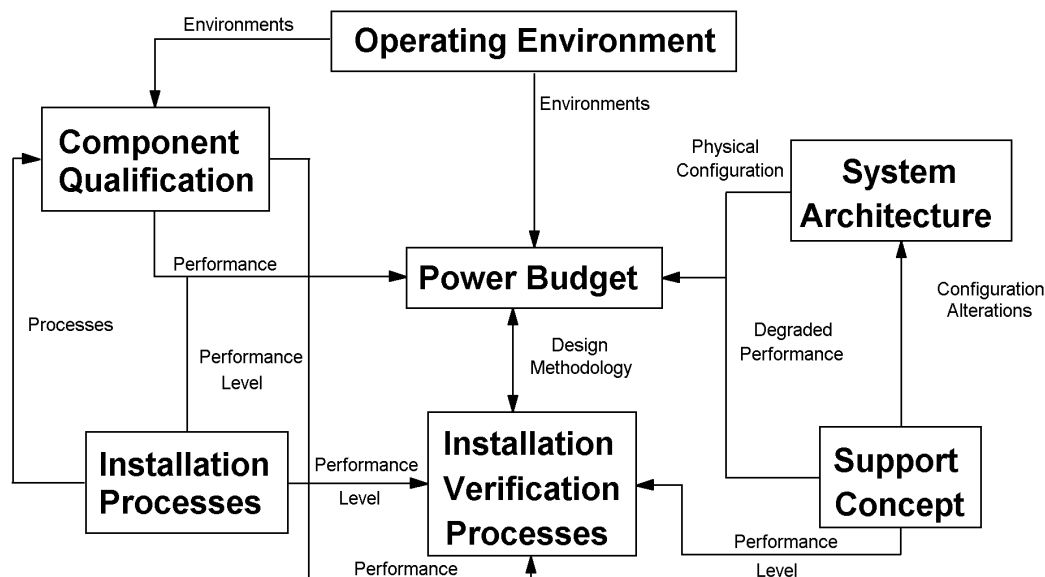 Environments
Operating Environment
Environments
Component
Qualification
Physical
Configuration
System
Architecture
Performance
Power Budget
Configuration
Alterations
Processes
Degraded
Performance
Design
Methodology
Performance
Level
Installation
Processes
Performance
Level
Installation
Verification
Processes
Support
Concept
Performance
Level
Performance